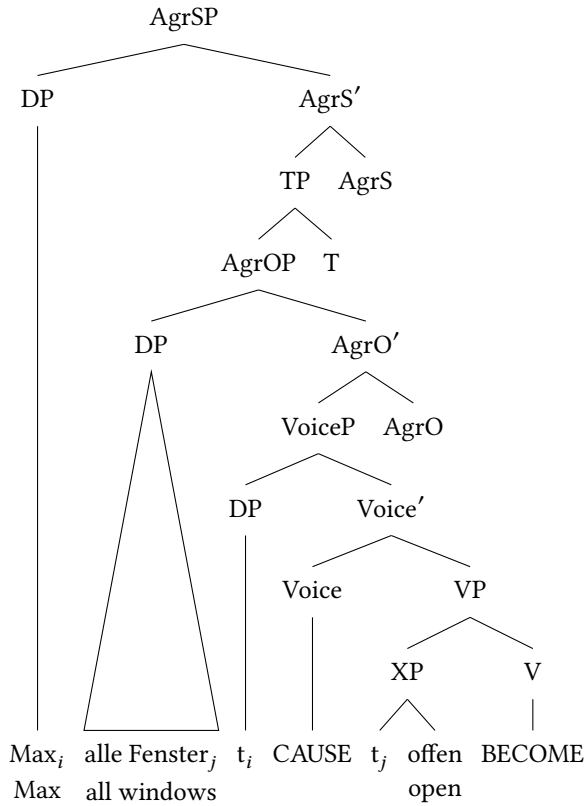 AgrSP
DP AgrS′
TP AgrS
AgrOP T
DP AgrO′
VoiceP AgrO
DP Voice′
Voice VP
XP V
Maxᵢ alle Fensterⱼ tᵢ CAUSE tⱼ offen BECOME
Max all windows open